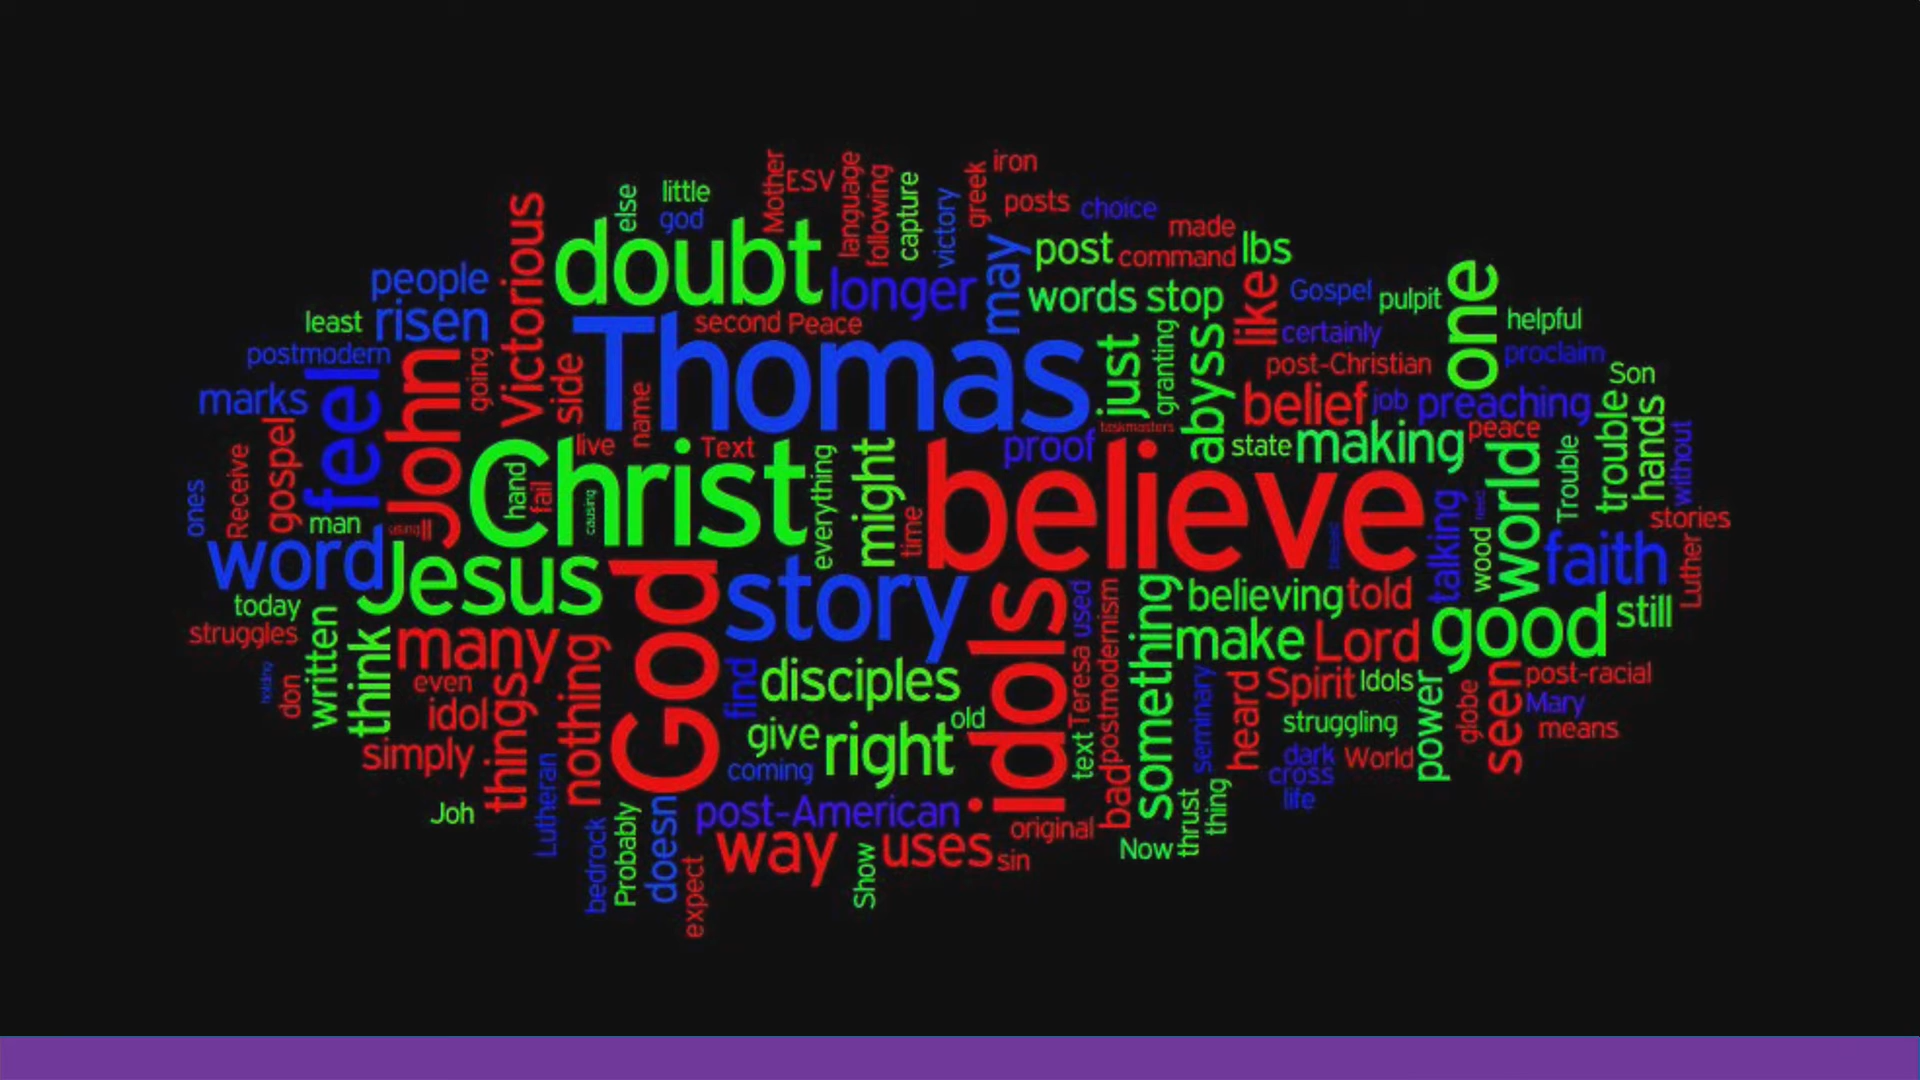 iron
Mother
ESV
language
following
capture
victory
greek
posts
choice
else
little
god
made
Victorious
doubt
may
post
command
lbs
people
longer
words
stop
like
Gospel
pulpit
one
helpful
least
risen
second
Peace
certainly
proclaim
postmodern
going
side
Thomas
just
granting
abyss
post-Christian
Son
marks
feel
John
name
belief
job
preaching
trouble
hands
without
live
Text
proof
taskmasters
state
making
peace
ones
Receive
gospel
Christ
hand
fail
causing
everything
might
time
believe
talking
world
Trouble
stories
man
word
Jesus
God
story
idols
used
wood
faith
Luther
today
struggles
written
think
many
nothing
believing
told
something
make
Lord
good
still
don
even
idol
things
find
disciples
Teresa
postmodernism
heard
Spirit
Idols
power
globe
seen
post-racial
Mary
means
simply
give
right
old
text
bad
seminary
struggling
dark
World
cross
life
coming
Joh
Lutheran
bedrock
Probably
doesn
post-American
original
thrust
thing
expect
way
Show
uses
sin
Now